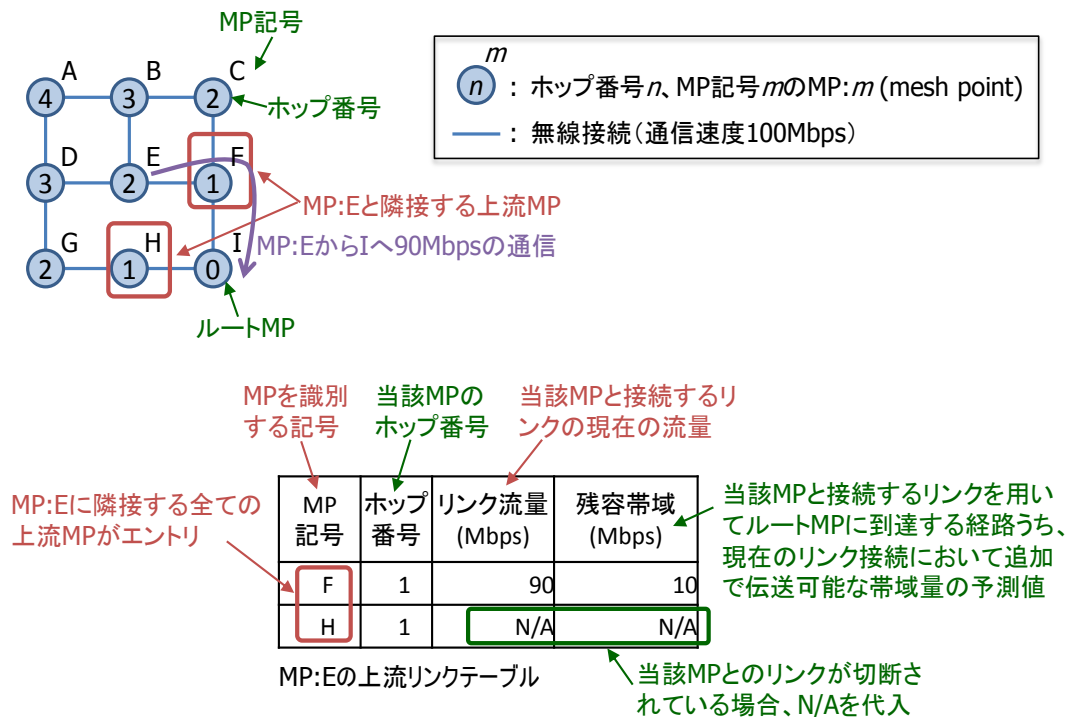 MP記号
A B C
4 3 2
ホップ番号
D E F
3 2 1
MP:Eと隣接する上流MP
MP:EからIへ90Mbpsの通信
G H I
2 1 0
ルートMP
m
n : ホップ番号n、MP記号mのMP:m (mesh point)
: 無線接続(通信速度100Mbps)
MPを識別
する記号
当該MPの
ホップ番号
当該MPと接続するリ
ンクの現在の流量
MP:Eに隣接する全ての
上流MPがエントリ
MP
記号
ホップ
番号
リンク流量
(Mbps)
残容帯域
(Mbps)
F 1 90 10
H 1 N/A N/A
当該MPと接続するリンクを用い
てルートMPに到達する経路うち、
現在のリンク接続において追加
で伝送可能な帯域量の予測値
MP:Eの上流リンクテーブル
当該MPとのリンクが切断さ
れている場合、N/Aを代入